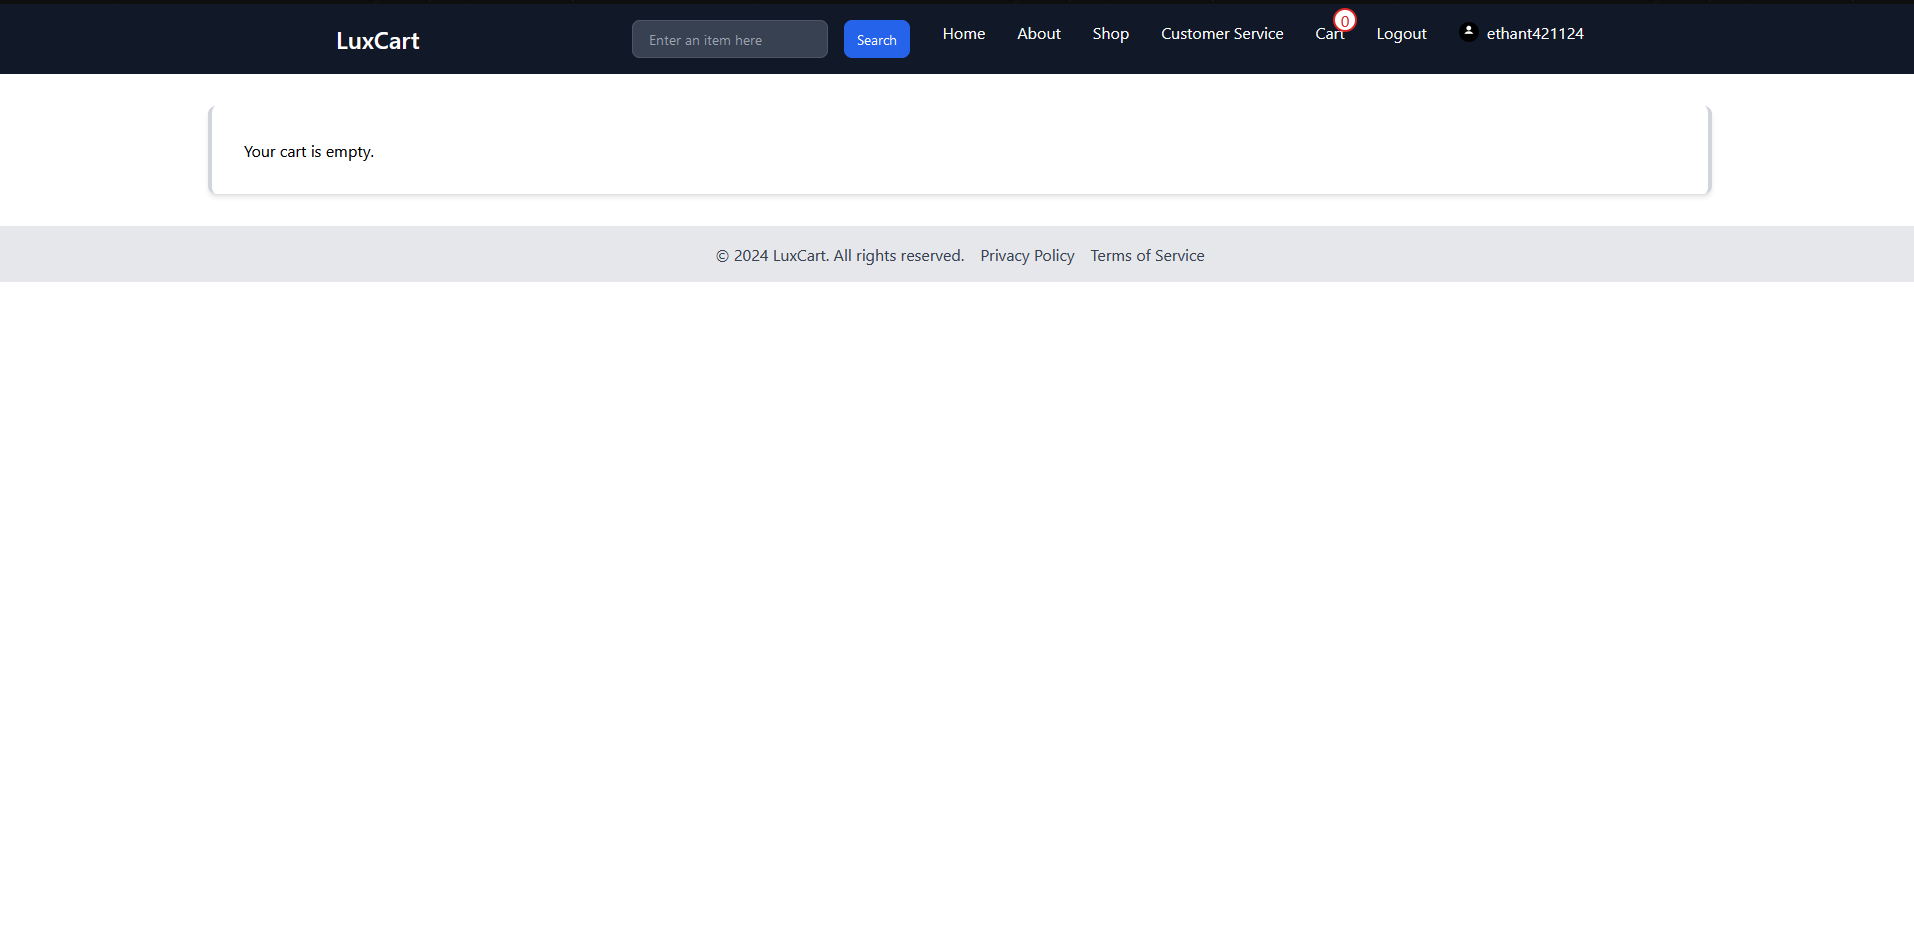 LuxCart
Enter an item here
Search
Home
About
Shop
Customer Service
Cart
0
Logout
ethant421124
Your cart is empty.
© 2024 LuxCart. All rights reserved. Privacy Policy Terms of Service